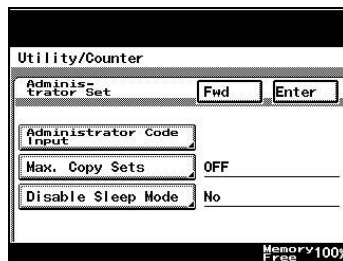 Utility/Counter
Adminis-
trator Set
Fwd
Enter
Administrator Code
Input
Max. Copy Sets
OFF
Disable Sleep Mode
No
Memory
Free
100%